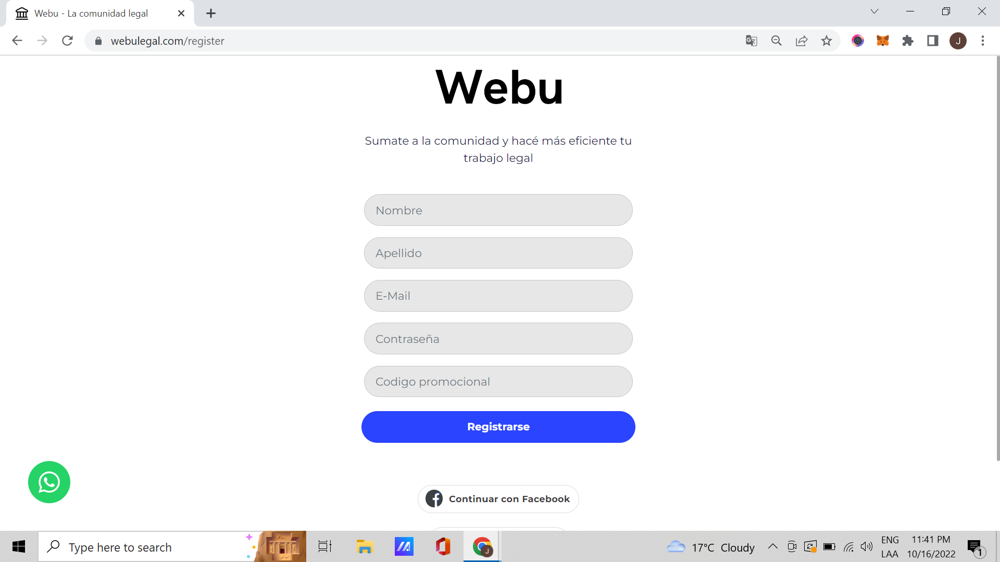 Webu - La comunidad legal
webulegal.com/register
J
Webu
Sumate a la comunidad y hacé más eficiente tu
trabajo legal
Nombre
Apellido
E-Mail
Contraseña
Codigo promocional
Registrarse
Continuar con Facebook
Type here to search
J
17°C Cloudy
ENG
LAA
11:41 PM
10/16/2022
1